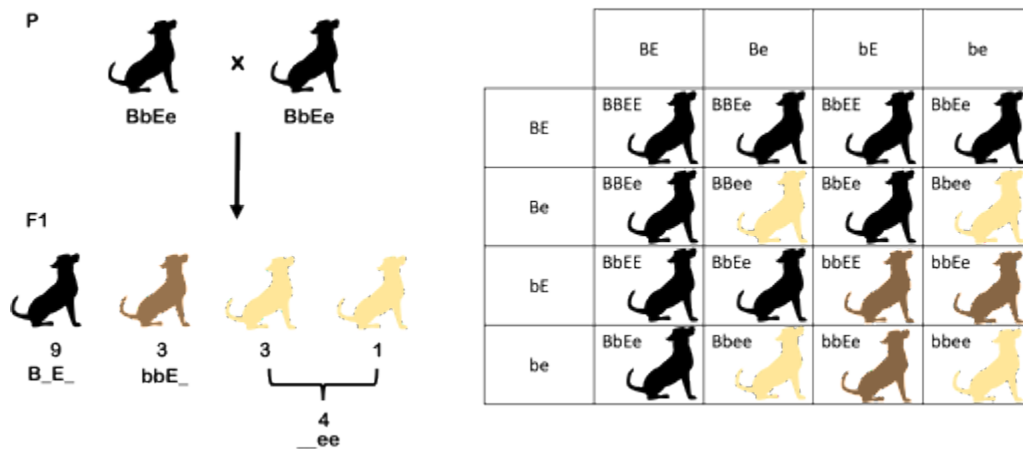 P
x
BbEe BbEe
F1
9 3 3 1
B_E_ bbE_
4
__ee
BE Be bE be
BE BBEE BBEe BbEE BbEe
Be BBEe BBee BbEe Bbee
bE BbEE BbEe bbEE bbEe
be BbEe Bbee bbEe bbee